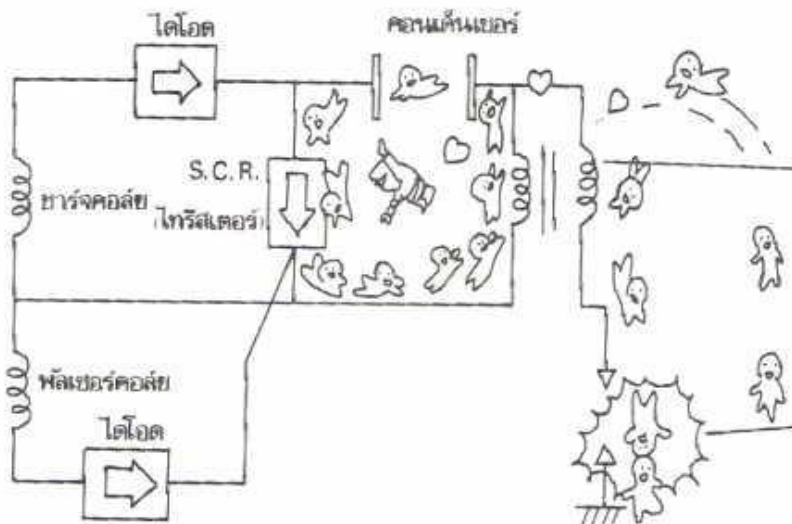 ไดโอด
คอนเด็นเซอร์
S.C.R.
(ไทริสเตอร์)
ชาร์จคอล์ย
พัลเซอร์คอล์ย
ไดโอด